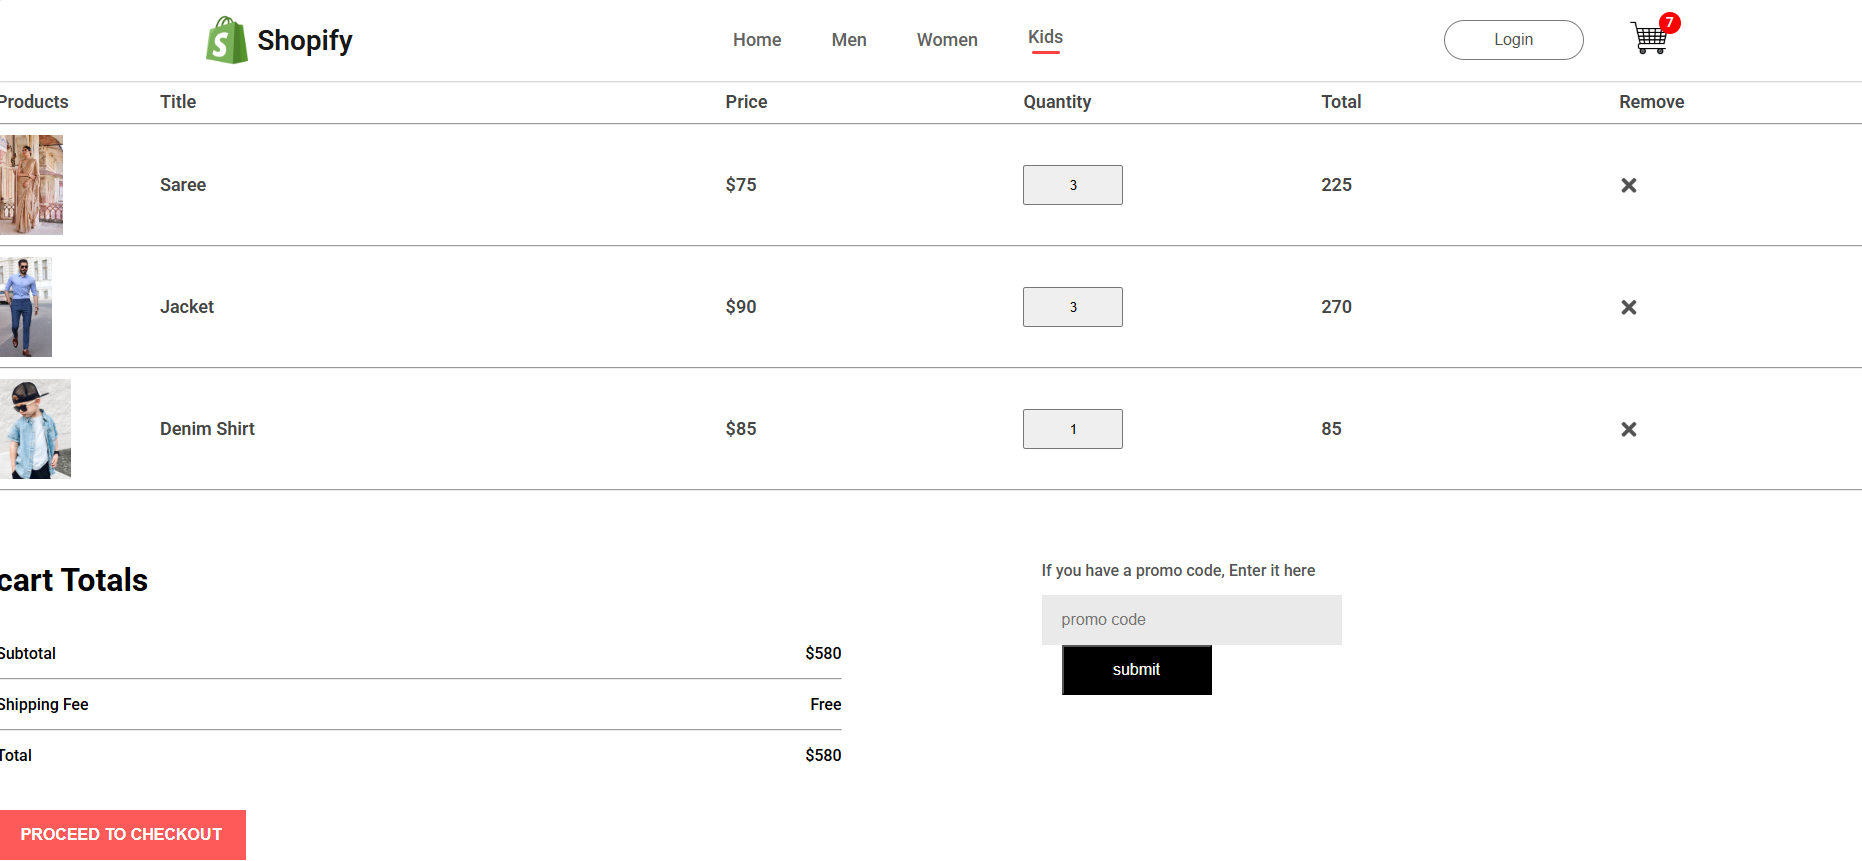 Shopify Home Men Women Kids Login 7
Products Title Price Quantity Total Remove
Saree $75 3 225
Jacket $90 3 270
Denim Shirt $85 1 85
cart Totals
Subtotal $580
Shipping Fee Free
Total $580
PROCEED TO CHECKOUT
If you have a promo code, Enter it here
promo code
submit